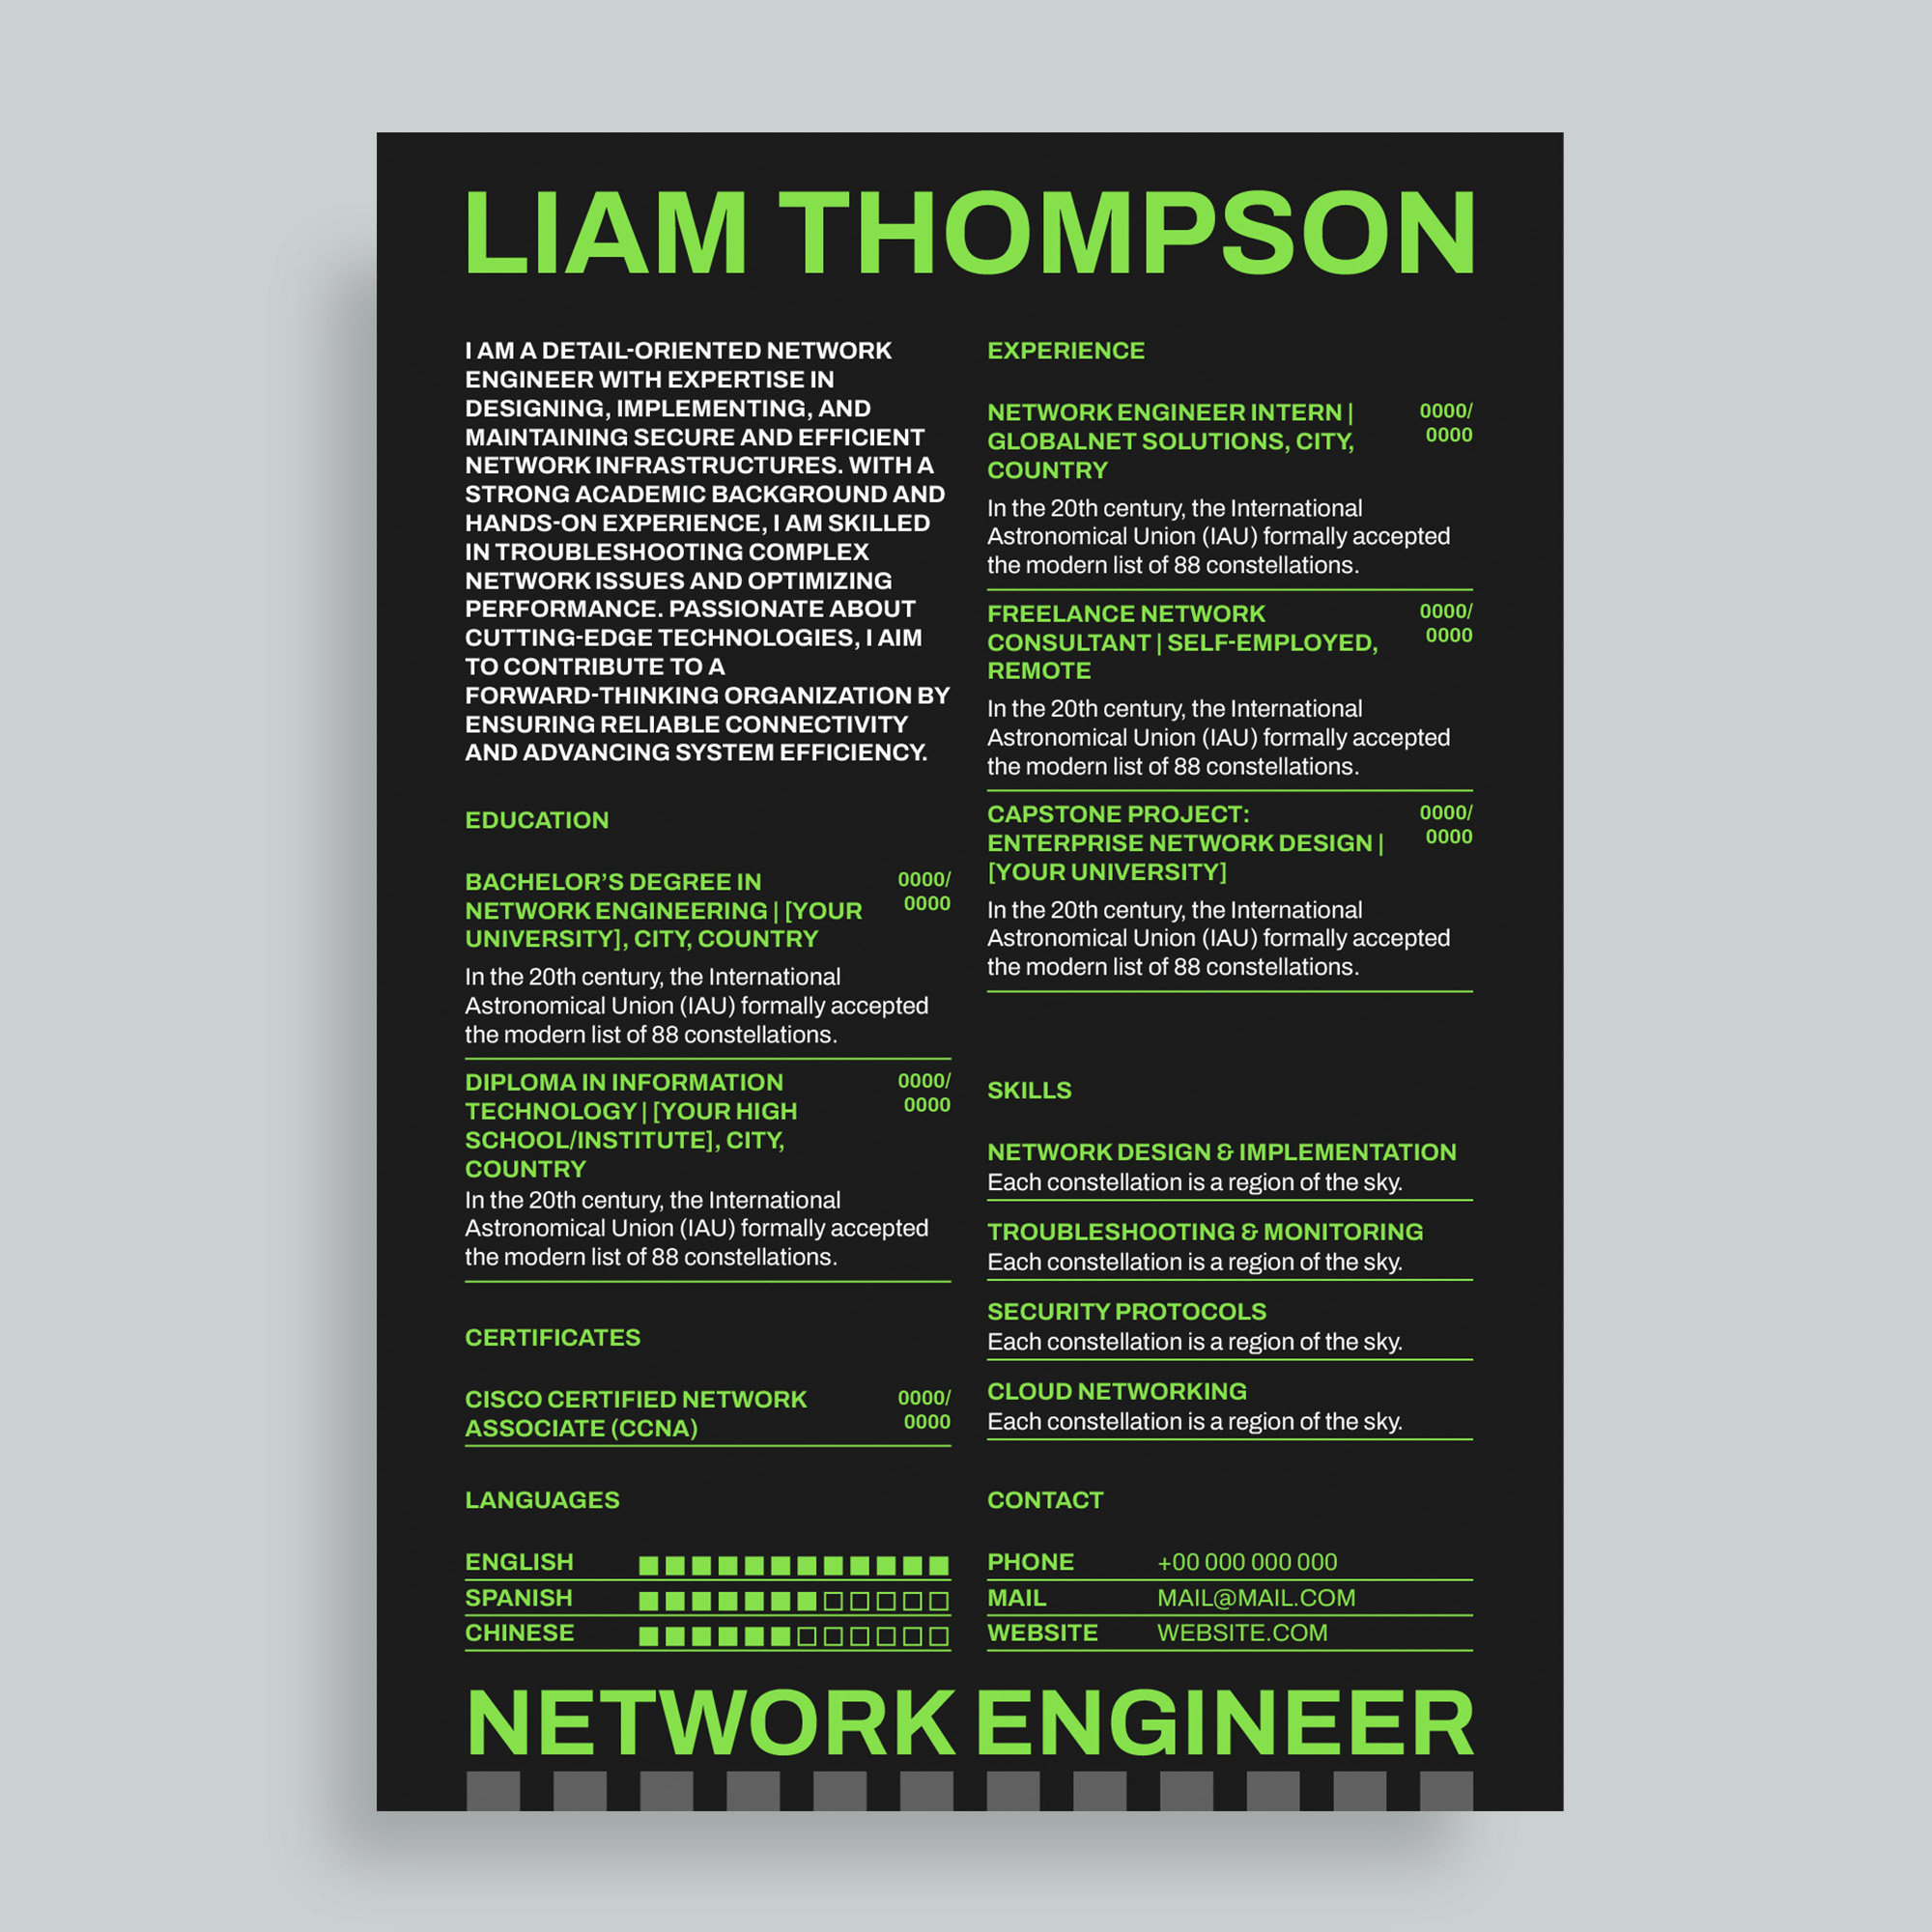 LIAM THOMPSON
I AM A DETAIL-ORIENTED NETWORK
ENGINEER WITH EXPERTISE IN
DESIGNING, IMPLEMENTING, AND
MAINTAINING SECURE AND EFFICIENT
NETWORK INFRASTRUCTURES. WITH A
STRONG ACADEMIC BACKGROUND AND
HANDS-ON EXPERIENCE, I AM SKILLED
IN TROUBLESHOOTING COMPLEX
NETWORK ISSUES AND OPTIMIZING
PERFORMANCE. PASSIONATE ABOUT
CUTTING-EDGE TECHNOLOGIES, I AIM
TO CONTRIBUTE TO A
FORWARD-THINKING ORGANIZATION BY
ENSURING RELIABLE CONNECTIVITY
AND ADVANCING SYSTEM EFFICIENCY.
EDUCATION
BACHELOR’S DEGREE IN 0000/
NETWORK ENGINEERING | [YOUR 0000
UNIVERSITY], CITY, COUNTRY
In the 20th century, the International
Astronomical Union (IAU) formally accepted
the modern list of 88 constellations.
DIPLOMA IN INFORMATION 0000/
TECHNOLOGY | [YOUR HIGH 0000
SCHOOL/INSTITUTE], CITY,
COUNTRY
In the 20th century, the International
Astronomical Union (IAU) formally accepted
the modern list of 88 constellations.
CERTIFICATES
CISCO CERTIFIED NETWORK 0000/
ASSOCIATE (CCNA) 0000
LANGUAGES
ENGLISH
SPANISH
CHINESE
EXPERIENCE
NETWORK ENGINEER INTERN | 0000/
GLOBALNET SOLUTIONS, CITY, 0000
COUNTRY
In the 20th century, the International
Astronomical Union (IAU) formally accepted
the modern list of 88 constellations.
FREELANCE NETWORK 0000/
CONSULTANT | SELF-EMPLOYED, 0000
REMOTE
In the 20th century, the International
Astronomical Union (IAU) formally accepted
the modern list of 88 constellations.
CAPSTONE PROJECT: 0000/
ENTERPRISE NETWORK DESIGN | 0000
[YOUR UNIVERSITY]
In the 20th century, the International
Astronomical Union (IAU) formally accepted
the modern list of 88 constellations.
SKILLS
NETWORK DESIGN & IMPLEMENTATION
Each constellation is a region of the sky.
TROUBLESHOOTING & MONITORING
Each constellation is a region of the sky.
SECURITY PROTOCOLS
Each constellation is a region of the sky.
CLOUD NETWORKING
Each constellation is a region of the sky.
CONTACT
PHONE +00 000 000 000
MAIL MAIL@MAIL.COM
WEBSITE WEBSITE.COM
NETWORK ENGINEER